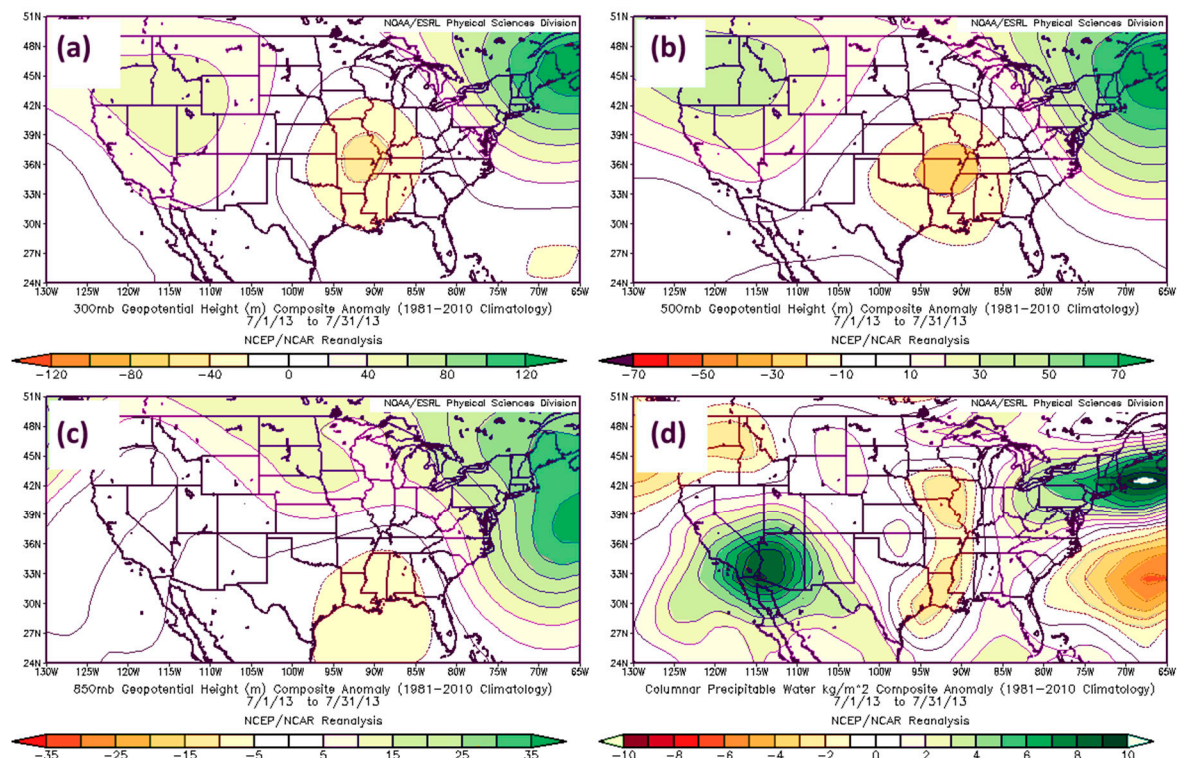 NOAA/ESRL Physical Sciences Division
(a)
51N
48N
45N
42N
39N
36N
33N
30N
27N
24N
130W 125W 120W 115W 110W 105W 100W 95W 90W 85W 80W 75W 70W 65W
300mb Geopotential Height (m) Composite Anomaly (1981-2010 Climatology)
7/1/13 to 7/31/13
NCEP/NCAR Reanalysis
-120 -80 -40 0 40 80 120
NOAA/ESRL Physical Sciences Division
(b)
51N
48N
45N
42N
39N
36N
33N
30N
27N
24N
130W 125W 120W 115W 110W 105W 100W 95W 90W 85W 80W 75W 70W 65W
500mb Geopotential Height (m) Composite Anomaly (1981-2010 Climatology)
7/1/13 to 7/31/13
NCEP/NCAR Reanalysis
-70 -50 -30 -10 10 30 50 70
NOAA/ESRL Physical Sciences Division
(c)
51N
48N
45N
42N
39N
36N
33N
30N
27N
24N
130W 125W 120W 115W 110W 105W 100W 95W 90W 85W 80W 75W 70W 65W
850mb Geopotential Height (m) Composite Anomaly (1981-2010 Climatology)
7/1/13 to 7/31/13
NCEP/NCAR Reanalysis
-35 -25 -15 -5 5 15 25 35
NOAA/ESRL Physical Sciences Division
(d)
51N
48N
45N
42N
39N
36N
33N
30N
27N
24N
130W 125W 120W 115W 110W 105W 100W 95W 90W 85W 80W 75W 70W 65W
Columnar Precipitable Water kg/m^2 Composite Anomaly (1981-2010 Climatology)
7/1/13 to 7/31/13
NCEP/NCAR Reanalysis
-10 -8 -6 -4 -2 0 2 4 6 8 10